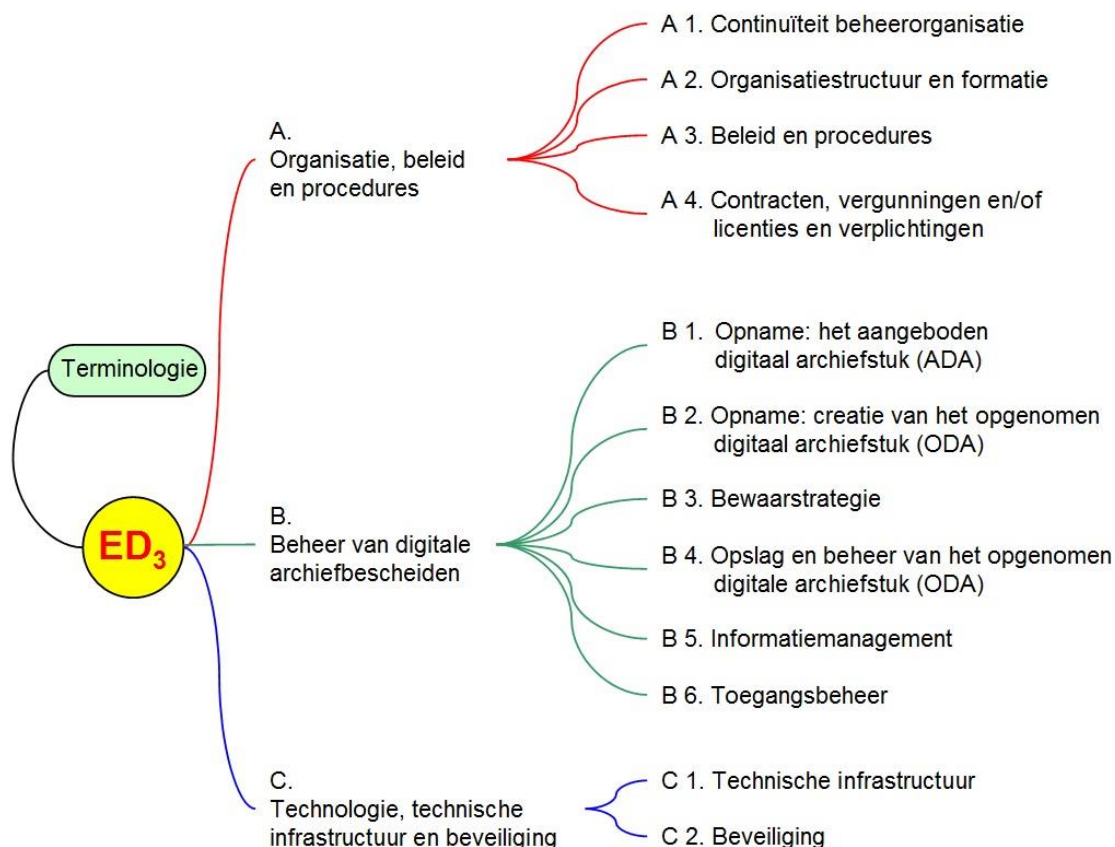 Terminologie
ED₃
A.
Organisatie, beleid
en procedures
A 1. Continuïteit beheerorganisatie
A 2. Organisatiestructuur en formatie
A 3. Beleid en procedures
A 4. Contracten, vergunningen en/of
licenties en verplichtingen
B.
Beheer van digitale
archiefbescheiden
B 1. Opname: het aangeboden
digitaal archiefstuk (ADA)
B 2. Opname: creatie van het opgenomen
digitaal archiefstuk (ODA)
B 3. Bewaarstrategie
B 4. Opslag en beheer van het opgenomen
digitale archiefstuk (ODA)
B 5. Informatiemanagement
B 6. Toegangsbeheer
C.
Technologie, technische
infrastructuur en beveiliging
C 1. Technische infrastructuur
C 2. Beveiliging